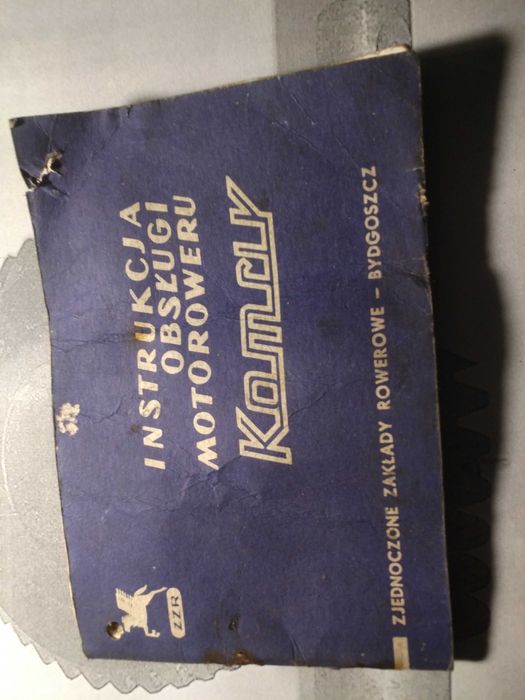 ZZR
INSTRUKCJA
OBSŁUGI
MOTOROWERU
Komar
ZJEDNOCZONE ZAKŁADY ROWEROWE - BYDGOSZCZ